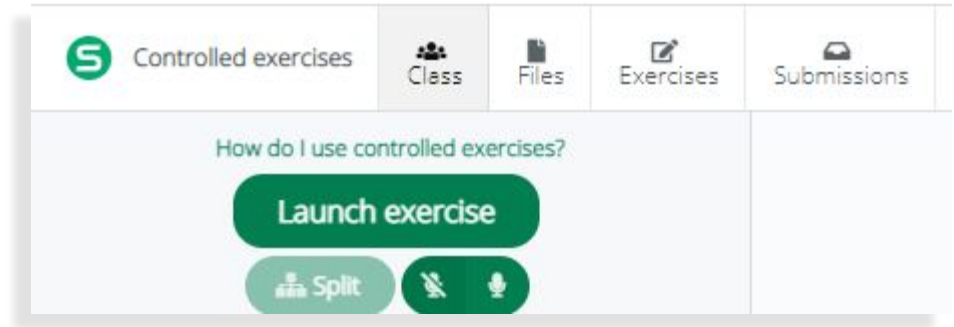 S Controlled exercises
Class
Files
Exercises
Submissions
How do I use controlled exercises?
Launch exercise
Split